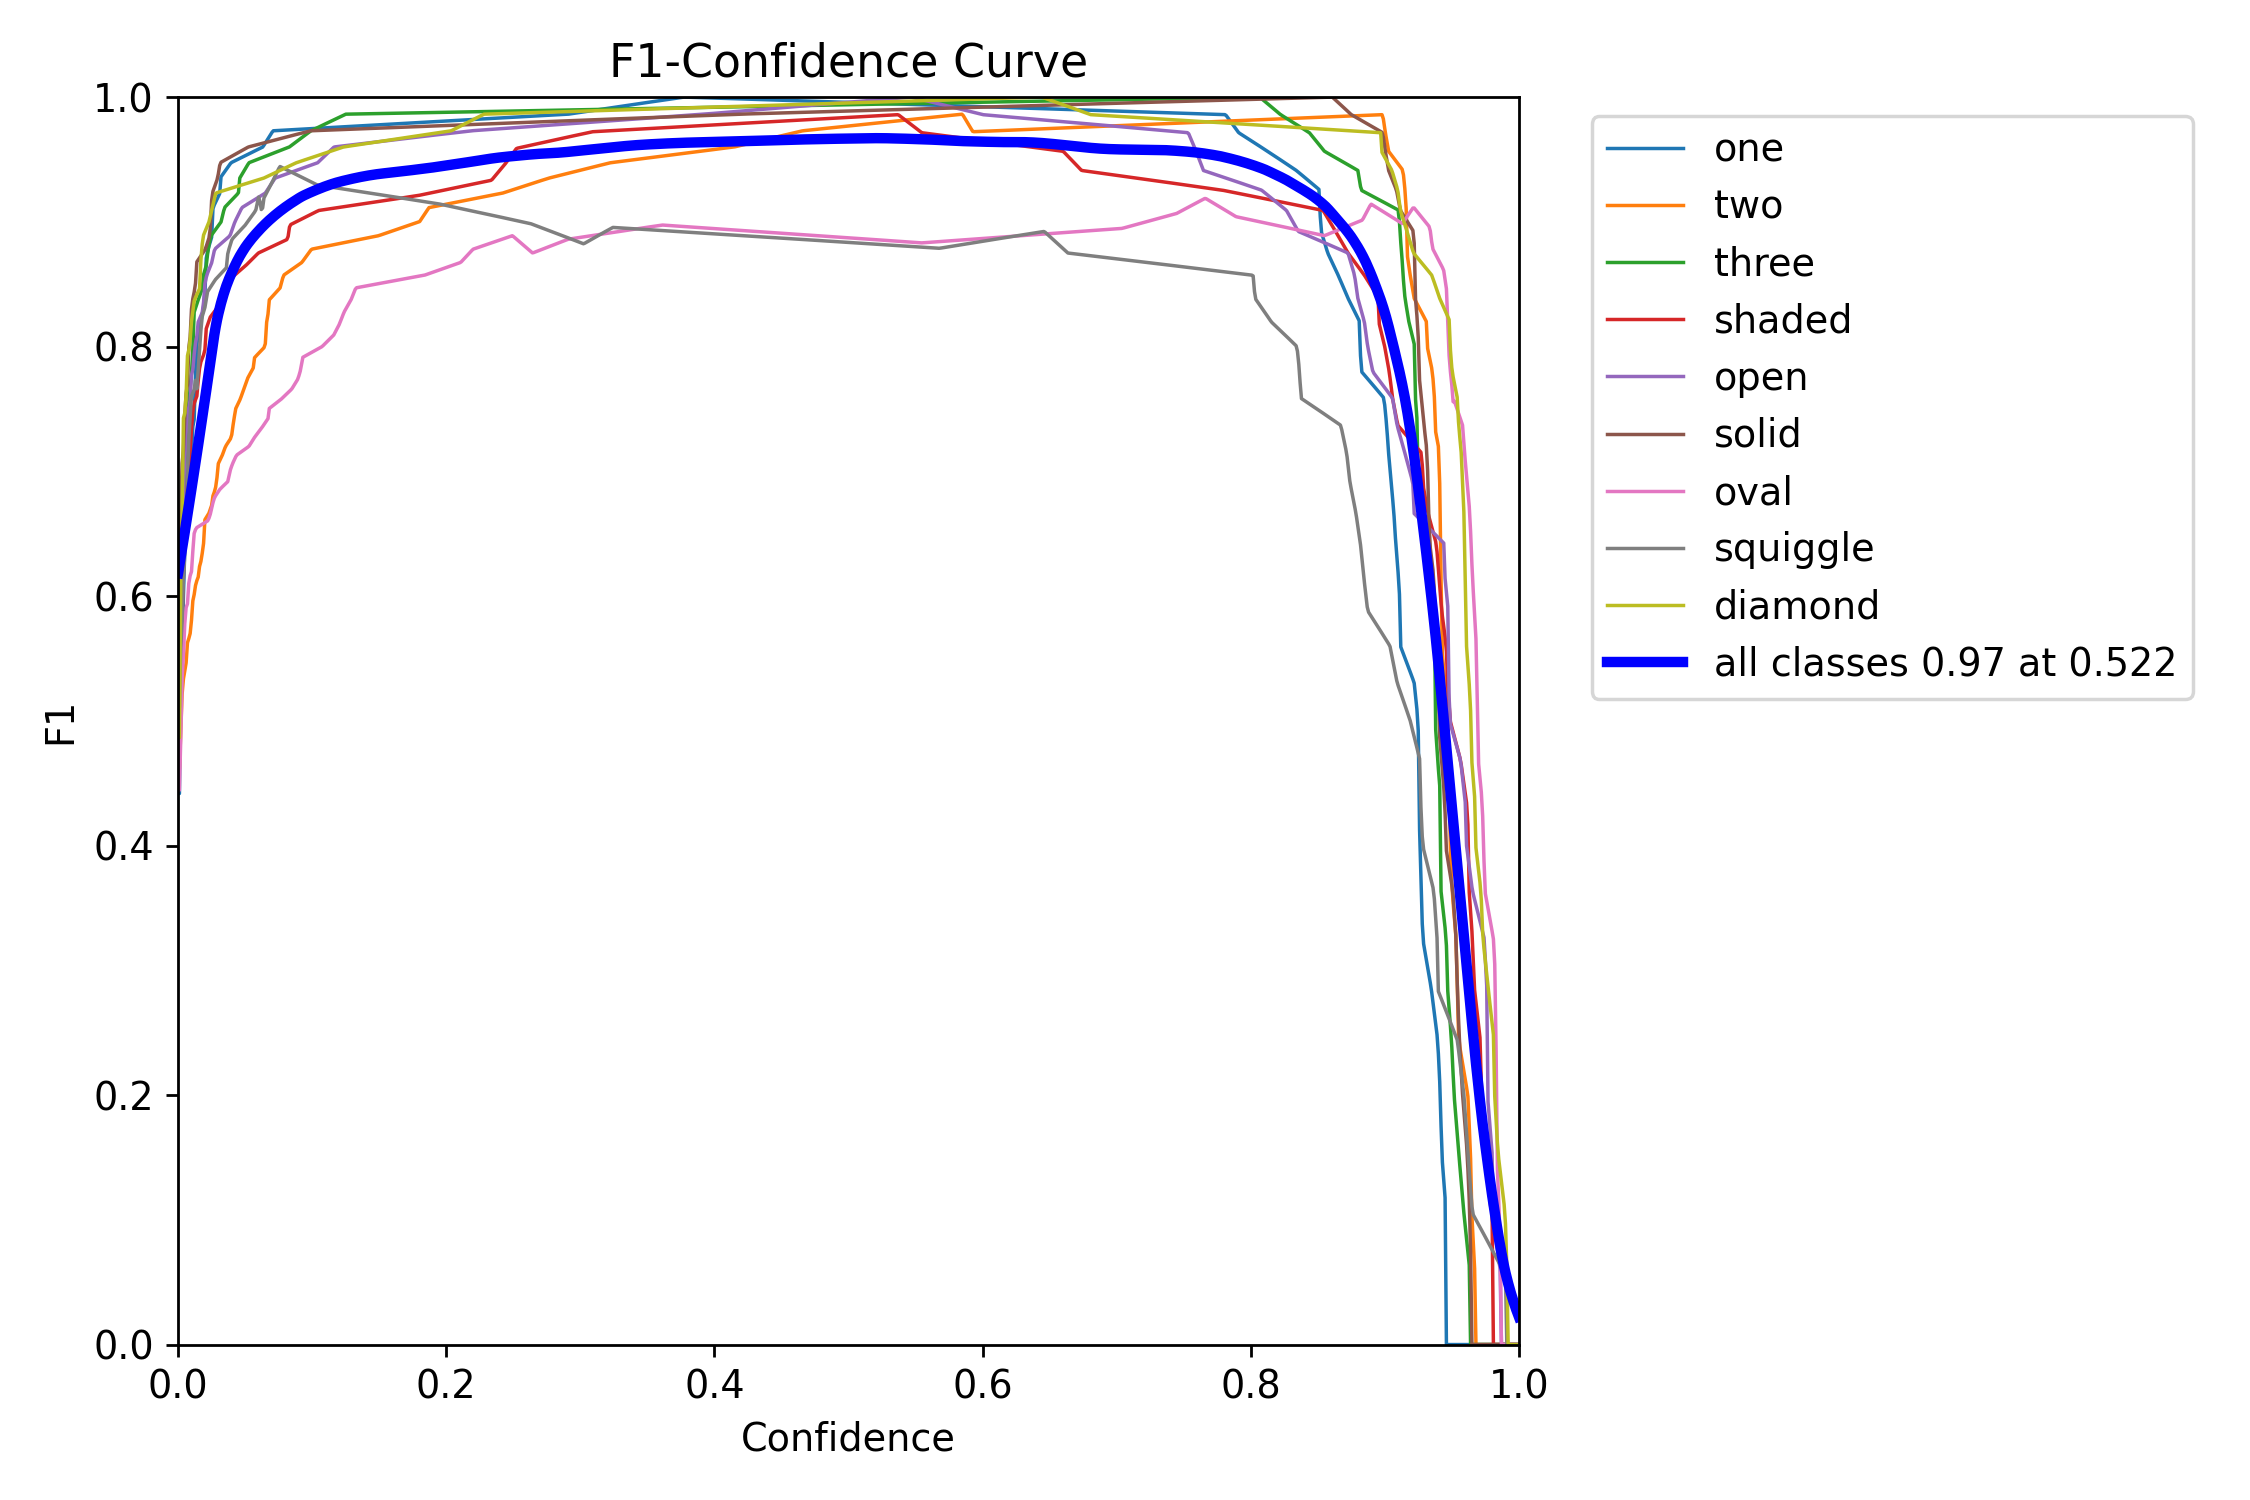 F1-Confidence Curve
1.0
0.8
0.6
0.4
0.2
0.0
F1
0.0 0.2 0.4 0.6 0.8 1.0
Confidence
one
two
three
shaded
open
solid
oval
squiggle
diamond
all classes 0.97 at 0.522